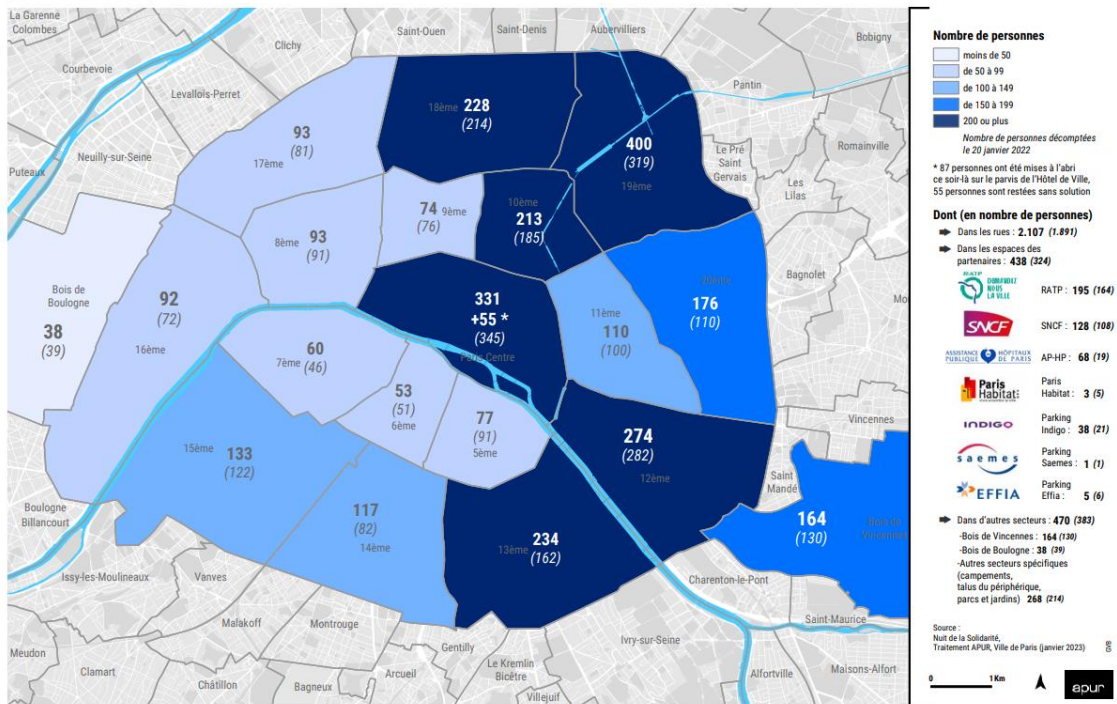 La Garenne
Colombes
Courbevoie
Puteaux
Neuilly-sur-Seine
Levallois-Perret
Clichy
Saint-Ouen
Saint-Denis
Aubervilliers
Bobigny
Pantin
Romainville
Le Pré
Saint
Gervais
Les
Lilas
Bagnolet
Vincennes
Saint
Mandé
Charenton-le-Pont
Saint-Maurice
Maisons-Alfort
Alfortville
Ivry-sur-Seine
Le Kremlin
Bicêtre
Villejuif
Gentilly
Arcueil
Montrouge
Bagneux
Châtillon
Malakoff
Vanves
Clamart
Meudon
Issy-les-Moulineaux
Boulogne
Billancourt
18ème 228
(214)
93
(81)
17ème
400
(319)
19ème
10ème
213
(185)
74 9ème
(76)
8ème 93
(91)
Bois de
Boulogne
38
(39)
92
(72)
16ème
331
+55 *
(345)
Paris Centre
11ème
110
(100)
20ème
176
(110)
7ème 60
(46)
53
(51)
6ème
77
(91)
5ème
15ème 133
(122)
117
(82)
14ème
13ème 234
(162)
274
(282)
12ème
164
(130)
Bois de
Vincennes
Nombre de personnes
moins de 50
de 50 à 99
de 100 à 149
de 150 à 199
200 ou plus
Nombre de personnes décomptées
le 20 janvier 2022
* 87 personnes ont été mises à l'abri
ce soir-là sur le parvis de l'Hôtel de Ville,
55 personnes sont restées sans solution
Dont (en nombre de personnes)
Dans les rues : 2.107 (1.891)
Dans les espaces des
partenaires : 438 (324)
RATP
DEMANDEZ
NOUS
LA VILLE
RATP : 195 (164)
SNCF
SNCF : 128 (108)
ASSISTANCE PUBLIQUE HÔPITAUX DE PARIS
AP-HP : 68 (19)
Paris
Habitat
Paris
Habitat : 3 (5)
INDIGO
Parking
Indigo : 38 (21)
saemes
Parking
Saemes : 1 (1)
EFFIA
Parking
Effia : 5 (6)
Dans d'autres secteurs : 470 (383)
-Bois de Vincennes : 164 (130)
-Bois de Boulogne : 38 (39)
-Autres secteurs spécifiques
(campements,
talus du périphérique,
parcs et jardins) 268 (214)
Source :
Nuit de la Solidarité,
Traitement APUR, Ville de Paris (janvier 2023)
0 1 Km
apur